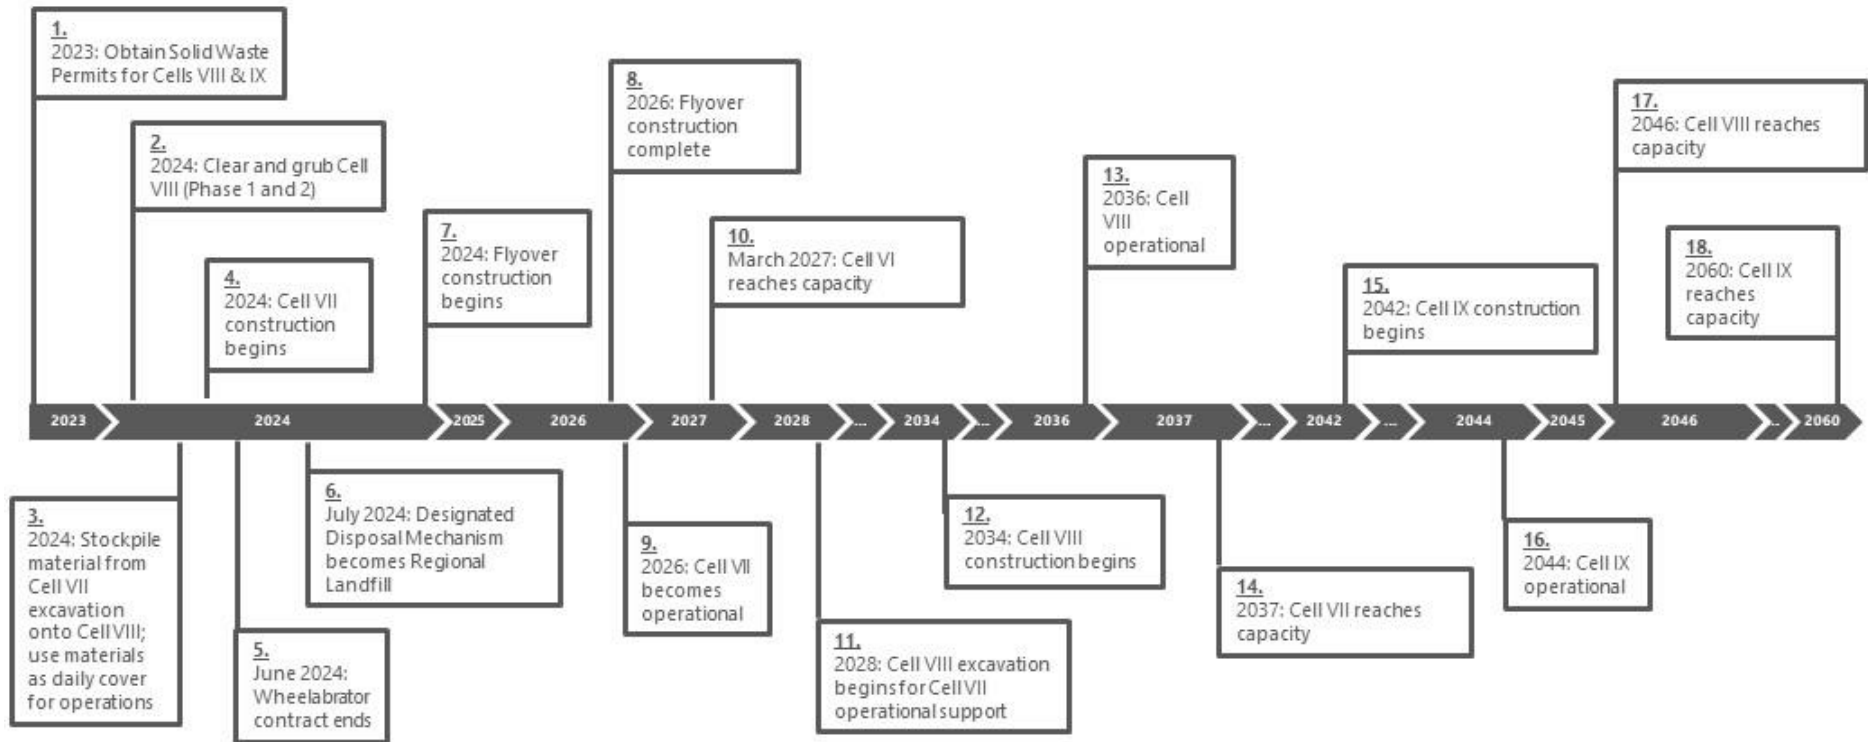 1.
2023: Obtain Solid Waste
Permits for Cells VIII & IX
2.
2024: Clear and grub Cell
VIII (Phase 1 and 2)
4.
2024: Cell VII
construction
begins
7.
2024: Flyover
construction
begins
8.
2026: Flyover
construction
complete
10.
March 2027: Cell VI
reaches capacity
13.
2036: Cell
VIII
operational
15.
2042: Cell IX construction
begins
17.
2046: Cell VIII reaches
capacity
18.
2060: Cell IX
reaches
capacity
2023 2024 2025 2026 2027 2028 ... 2034 ... 2036 2037 ... 2042 ... 2044 2045 2046 .. 2060
3.
2024: Stockpile
material from
Cell VII
excavation
onto Cell VIII;
use materials
as daily cover
for operations
5.
June 2024:
Wheelabrator
contract ends
6.
July 2024: Designated
Disposal Mechanism
becomes Regional
Landfill
9.
2026: Cell VII
becomes
operational
11.
2028: Cell VIII excavation
begins for Cell VII
operational support
12.
2034: Cell VIII
construction begins
14.
2037: Cell VII reaches
capacity
16.
2044: Cell IX
operational